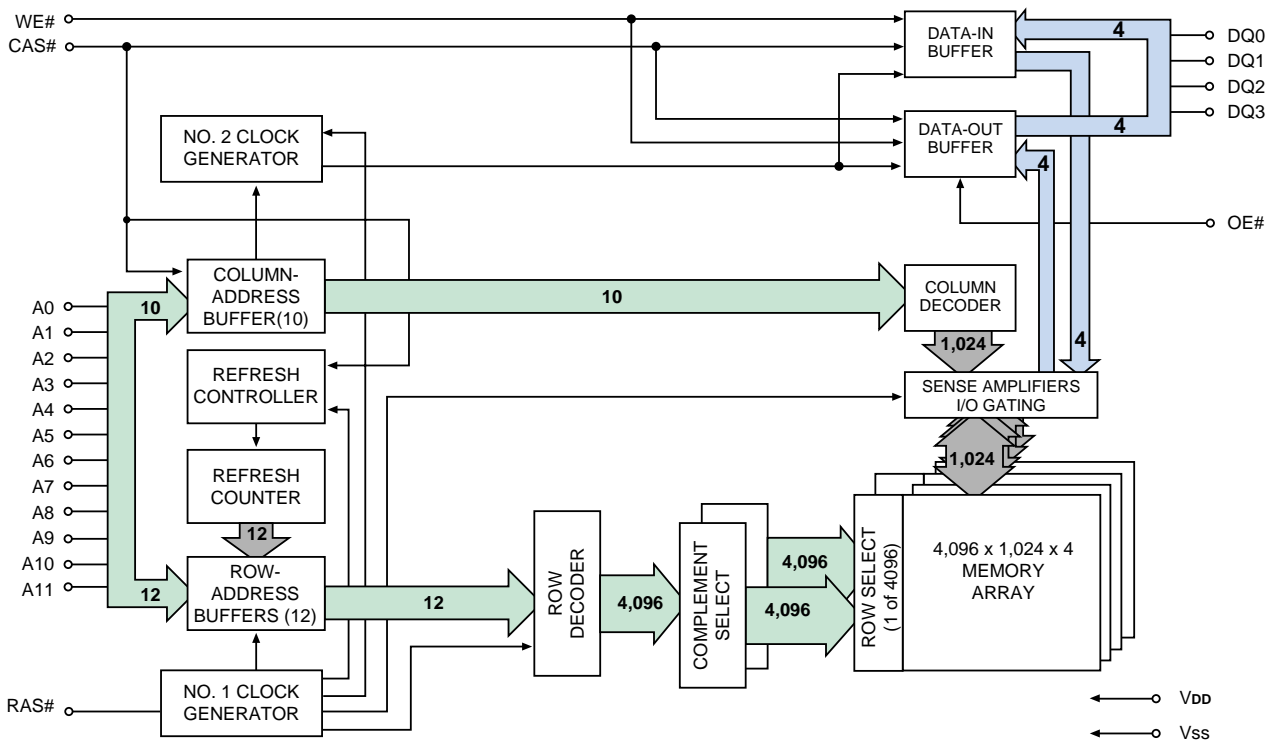 WE#
CAS#
DATA-IN
BUFFER
4
DQ0
DQ1
DQ2
DQ3
NO. 2 CLOCK
GENERATOR
DATA-OUT
BUFFER
4
4
OE#
COLUMN-
ADDRESS
BUFFER(10)
10
10
COLUMN
DECODER
A0
A1
A2
A3
A4
A5
A6
A7
A8
A9
A10
A11
1,024
4
REFRESH
CONTROLLER
SENSE AMPLIFIERS
I/O GATING
1,024
REFRESH
COUNTER
12
ROW-
ADDRESS
BUFFERS (12)
12
12
ROW
DECODER
4,096
COMPLEMENT
SELECT
4,096
4,096
ROW SELECT
(1 of 4096)
4,096 x 1,024 x 4
MEMORY
ARRAY
RAS#
NO. 1 CLOCK
GENERATOR
VDD
Vss